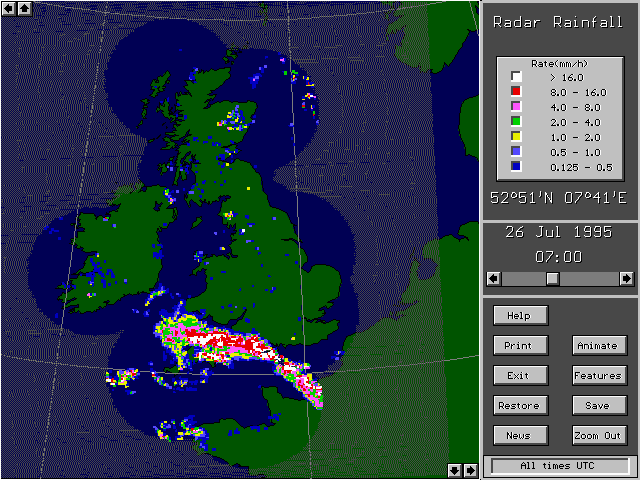 Radar Rainfall
Rate(mm/h)
> 16.0
8.0 - 16.0
4.0 - 8.0
2.0 - 4.0
1.0 - 2.0
0.5 - 1.0
0.125 - 0.5
52°51'N 07°41'E
26 Jul 1995
07:00
Help
Print Animate
Exit Features
Restore Save
News Zoom Out
All times UTC